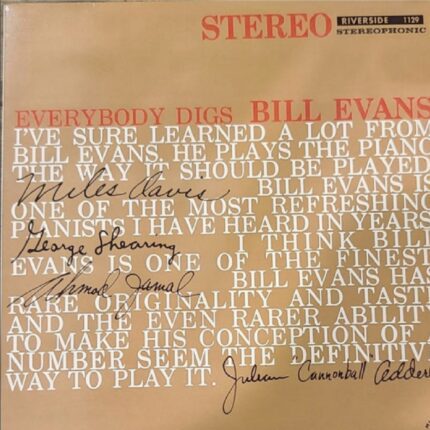 STEREO
RIVERSIDE 1129
STEREOPHONIC
EVERYBODY DIGS BILL EVANS
I'VE SURE LEARNED A LOT FROM
BILL EVANS. HE PLAYS THE PIANO
THE WAY IT SHOULD BE PLAYED.
Miles Davis
BILL EVANS IS
ONE OF THE MOST REFRESHING
PIANISTS I HAVE HEARD IN YEARS.
George Shearing
I THINK BILL
EVANS IS ONE OF THE FINEST
Ahmad Jamal
BILL EVANS HAS
RARE ORIGINALITY AND TAST
AND THE EVEN RARER ABILITY
TO MAKE HIS CONCEPTION OF A
NUMBER SEEM THE DEFINITIVE
WAY TO PLAY IT.
Julian "Cannonball" Adderl